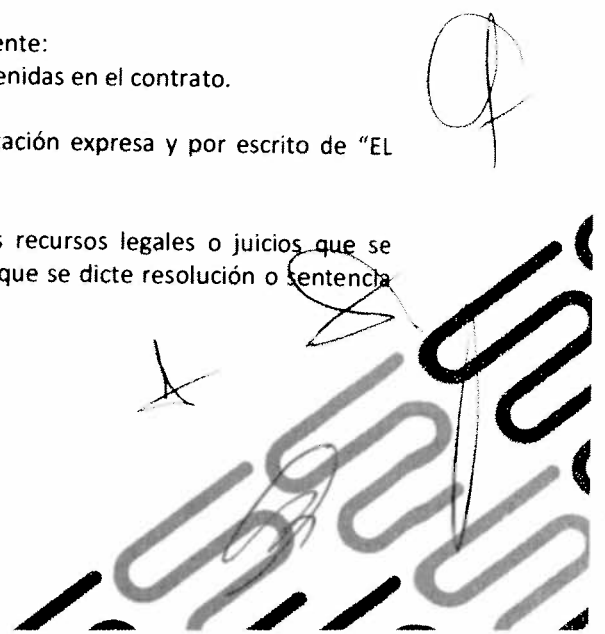 ente:
enidas en el contrato.
ación expresa y por escrito de "EL
s recursos legales o juicios que se
que se dicte resolución o sentencia